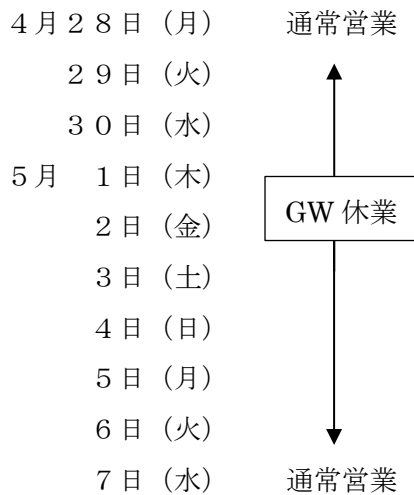 4月28日(月) 通常営業
29日(火)
30日(水)
5月 1日(木)
GW 休業
2日(金)
3日(土)
4日(日)
5日(月)
6日(火)
7日(水) 通常営業